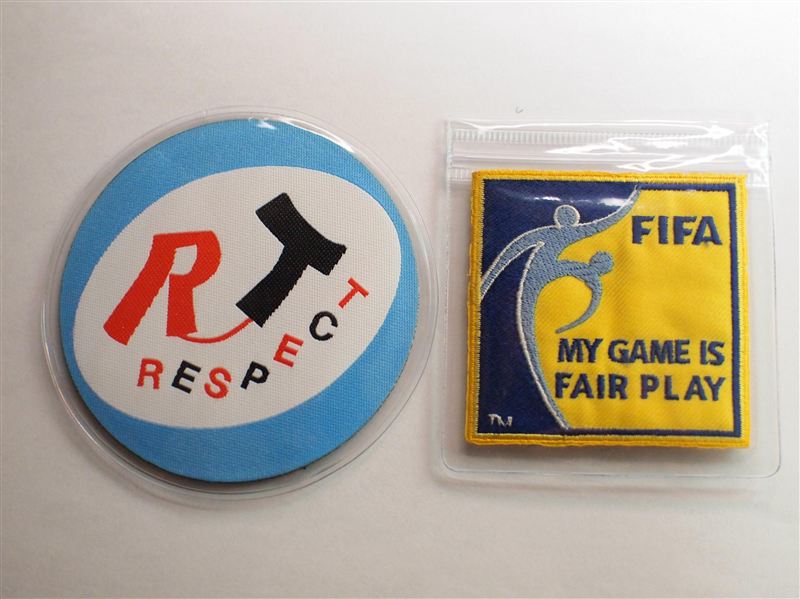 RT
RESPECT
FIFA
MY GAME IS
FAIR PLAY
TM